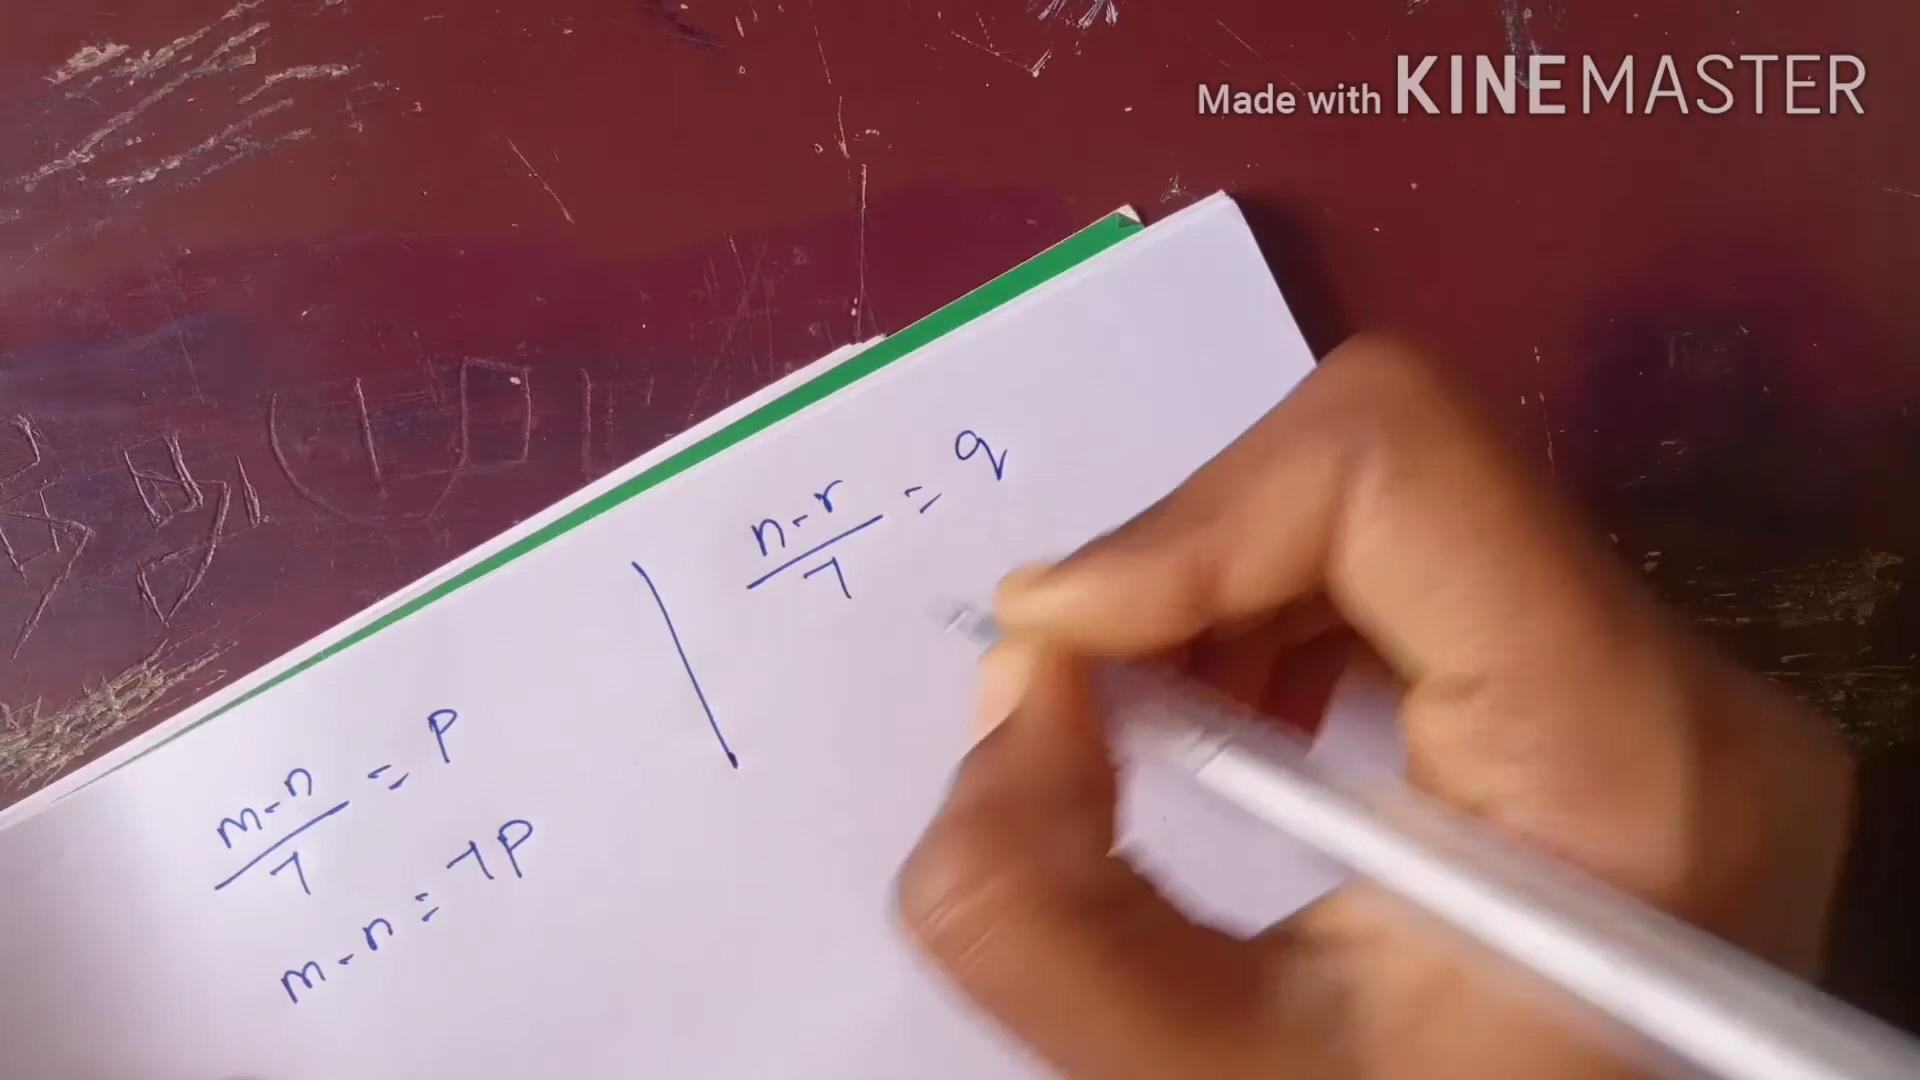 Made with KINEMASTER
m-n/7 = P
m-n = 7P
n-r/7 = q